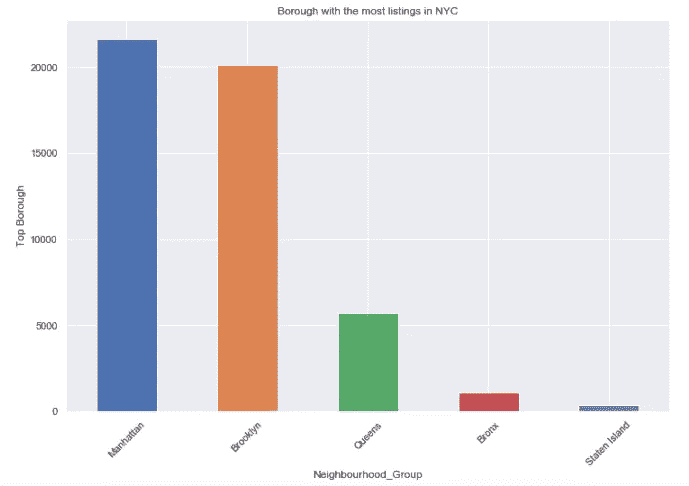 Borough with the most listings in NYC
20000
15000
10000
5000
0
Top Borough
Manhattan
Brooklyn
Queens
Bronx
Staten Island
Neighbourhood_Group